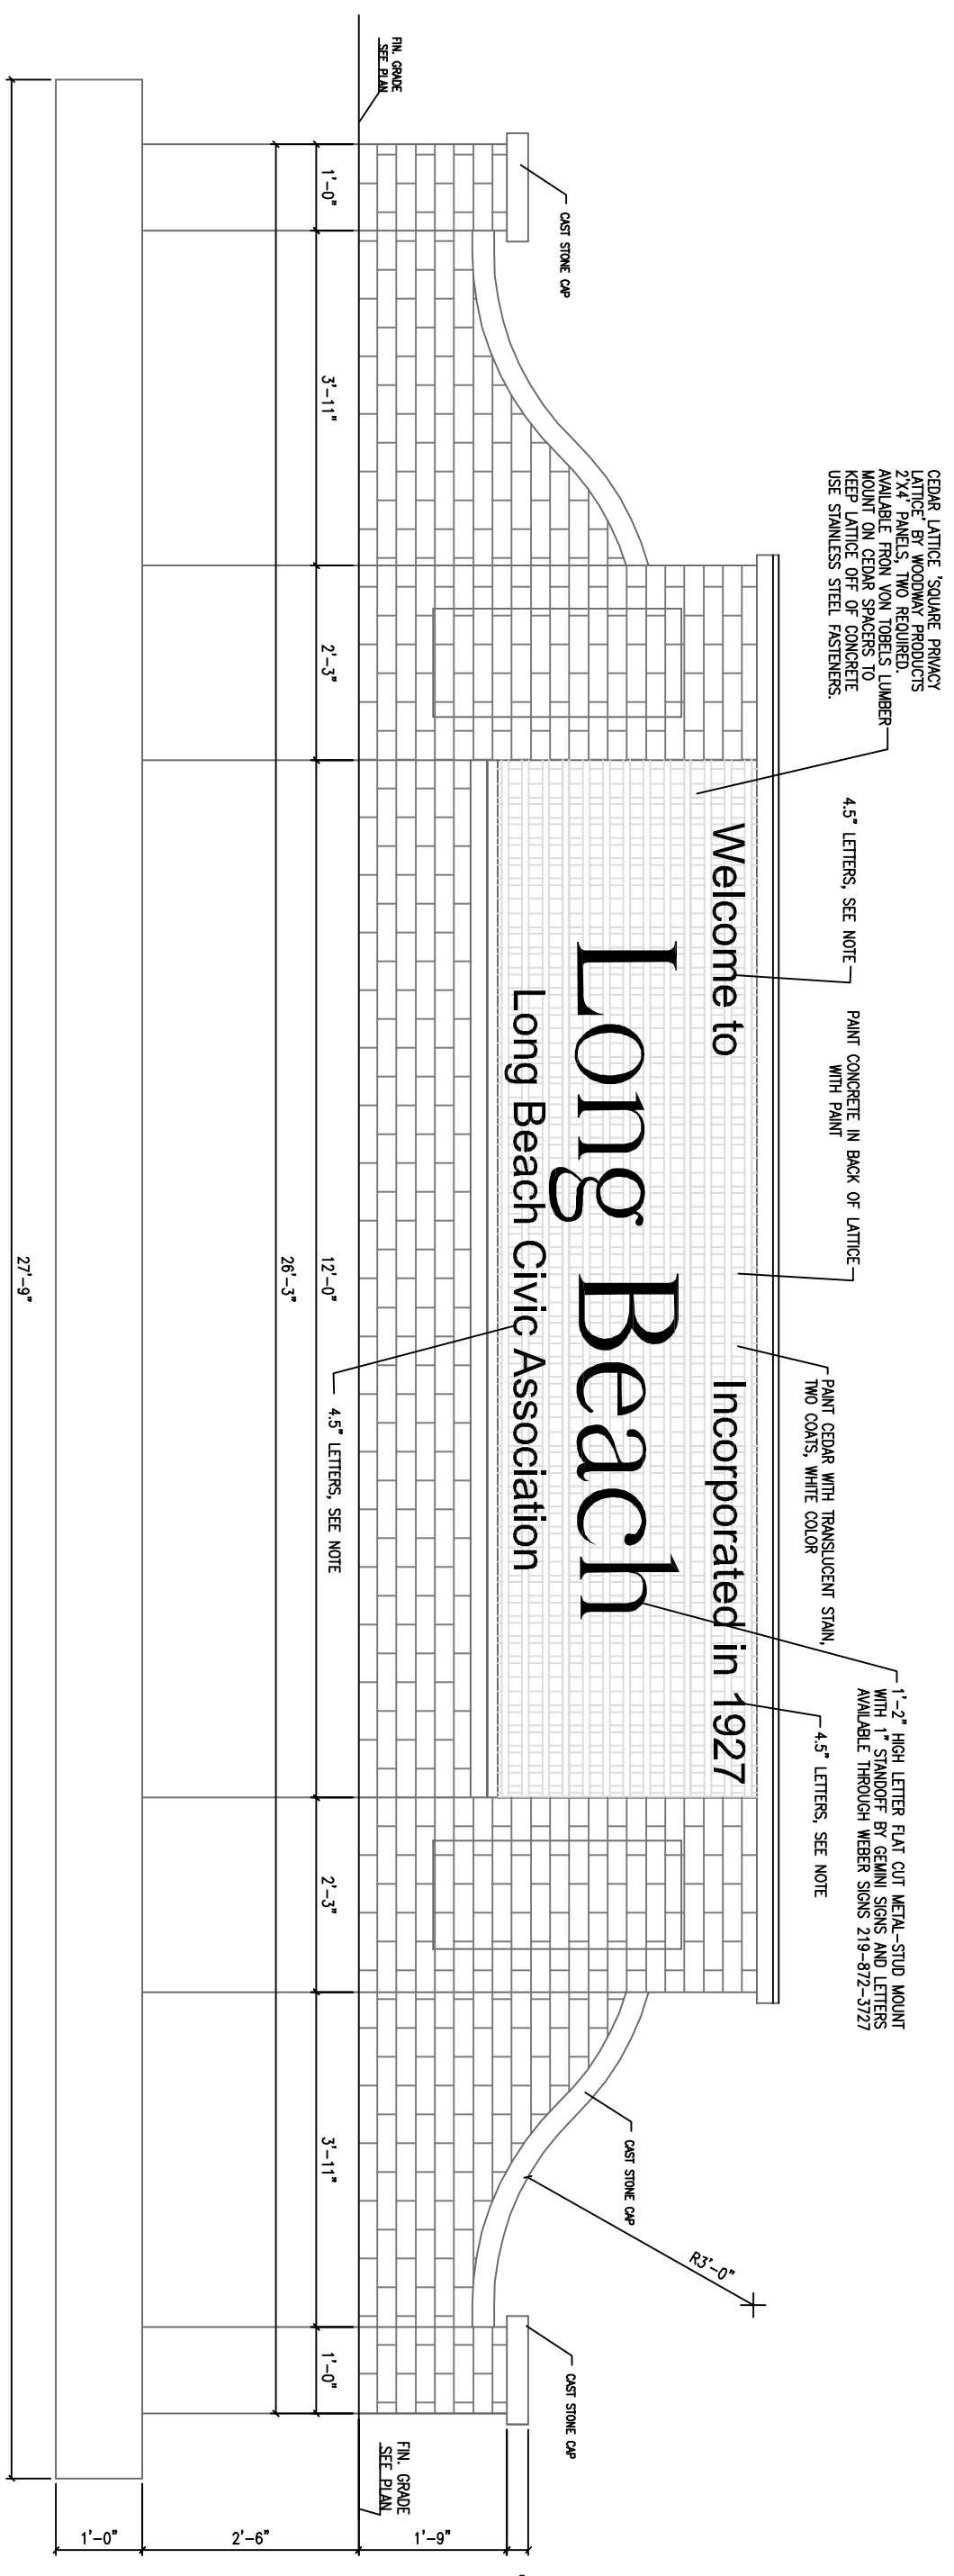 CEDAR LATTICE 'SQUARE PRIVACY
LATTICE' BY WOODWAY PRODUCTS
2'X4' PANELS, TWO REQUIRED.
AVAILABLE FRON VON TOBELS LUMBER
MOUNT ON CEDAR SPACERS TO
KEEP LATTICE OFF OF CONCRETE
USE STAINLESS STEEL FASTENERS.
4.5" LETTERS, SEE NOTE
PAINT CONCRETE IN BACK OF LATTICE
WITH PAINT
PAINT CEDAR WITH TRANSLUCENT STAIN,
TWO COATS, WHITE COLOR
1'-2" HIGH LETTER FLAT CUT METAL-STUD MOUNT
WITH 1" STANDOFF BY GEMINI SIGNS AND LETTERS
AVAILABLE THROUGH WEBER SIGNS 219-872-3727
4.5" LETTERS, SEE NOTE
R3'-0"
Welcome to
Incorporated in 1927
Long Beach
Long Beach Civic Association
CAST STONE CAP
CAST STONE CAP
CAST STONE CAP
FIN. GRADE
SEE PLAN
FIN. GRADE
SEE PLAN
4.5" LETTERS, SEE NOTE
1'-0"
3'-11"
2'-3"
12'-0"
2'-3"
3'-11"
1'-0"
26'-3"
27'-9"
1'-9"
2'-6"
1'-0"